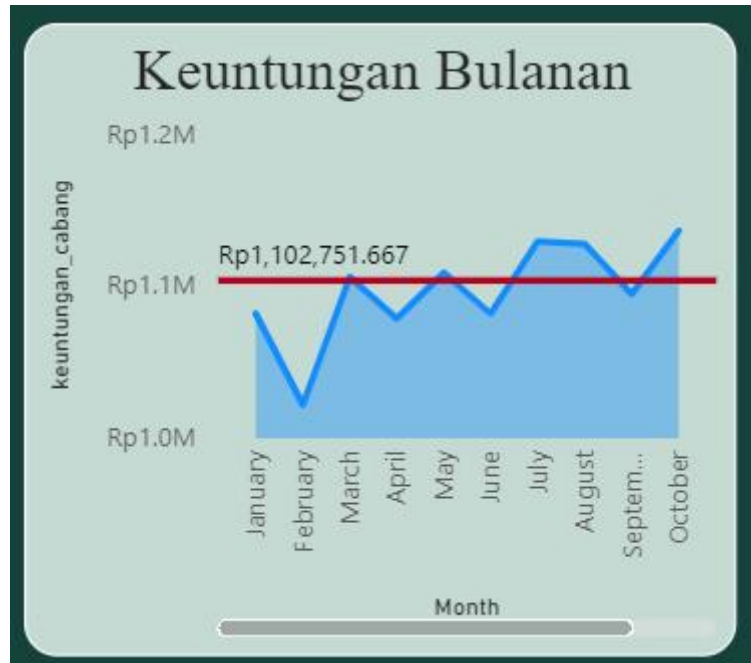 Keuntungan Bulanan
Rp1.2M
keuntungan_cabang
Rp1,102,751.667
Rp1.1M
Rp1.0M
January
February
March
April
May
June
July
August
Septem...
October
Month